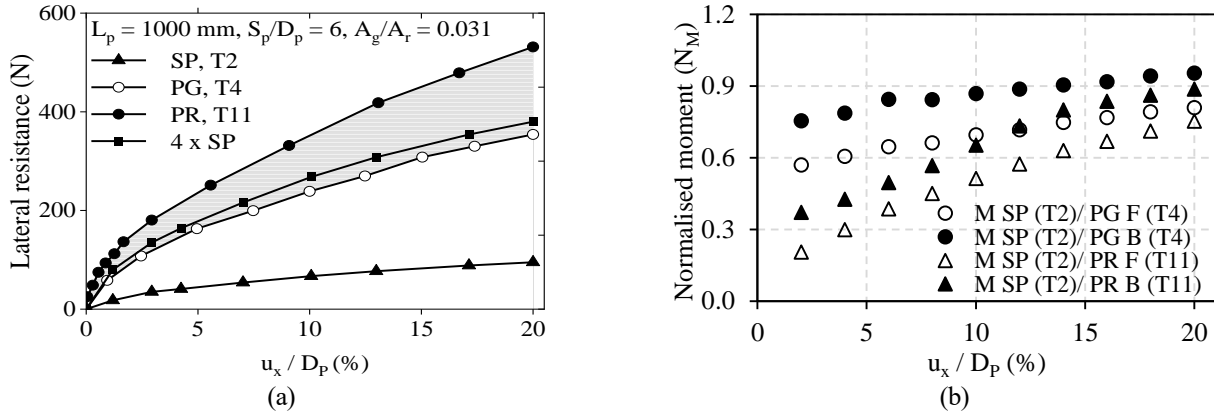 L_p = 1000 mm, S_p/D_p = 6, A_g/A_r = 0.031
SP, T2
PG, T4
PR, T11
4 x SP
Lateral resistance (N)
600
400
200
0
0 5 10 15 20
u_x / D_P (%)
(a)
Normalised moment (N_M)
1.2
0.9
0.6
0.3
0.0
M SP (T2)/ PG F (T4)
M SP (T2)/ PG B (T4)
M SP (T2)/ PR F (T11)
M SP (T2)/ PR B (T11)
0 5 10 15 20
u_x / D_P (%)
(b)